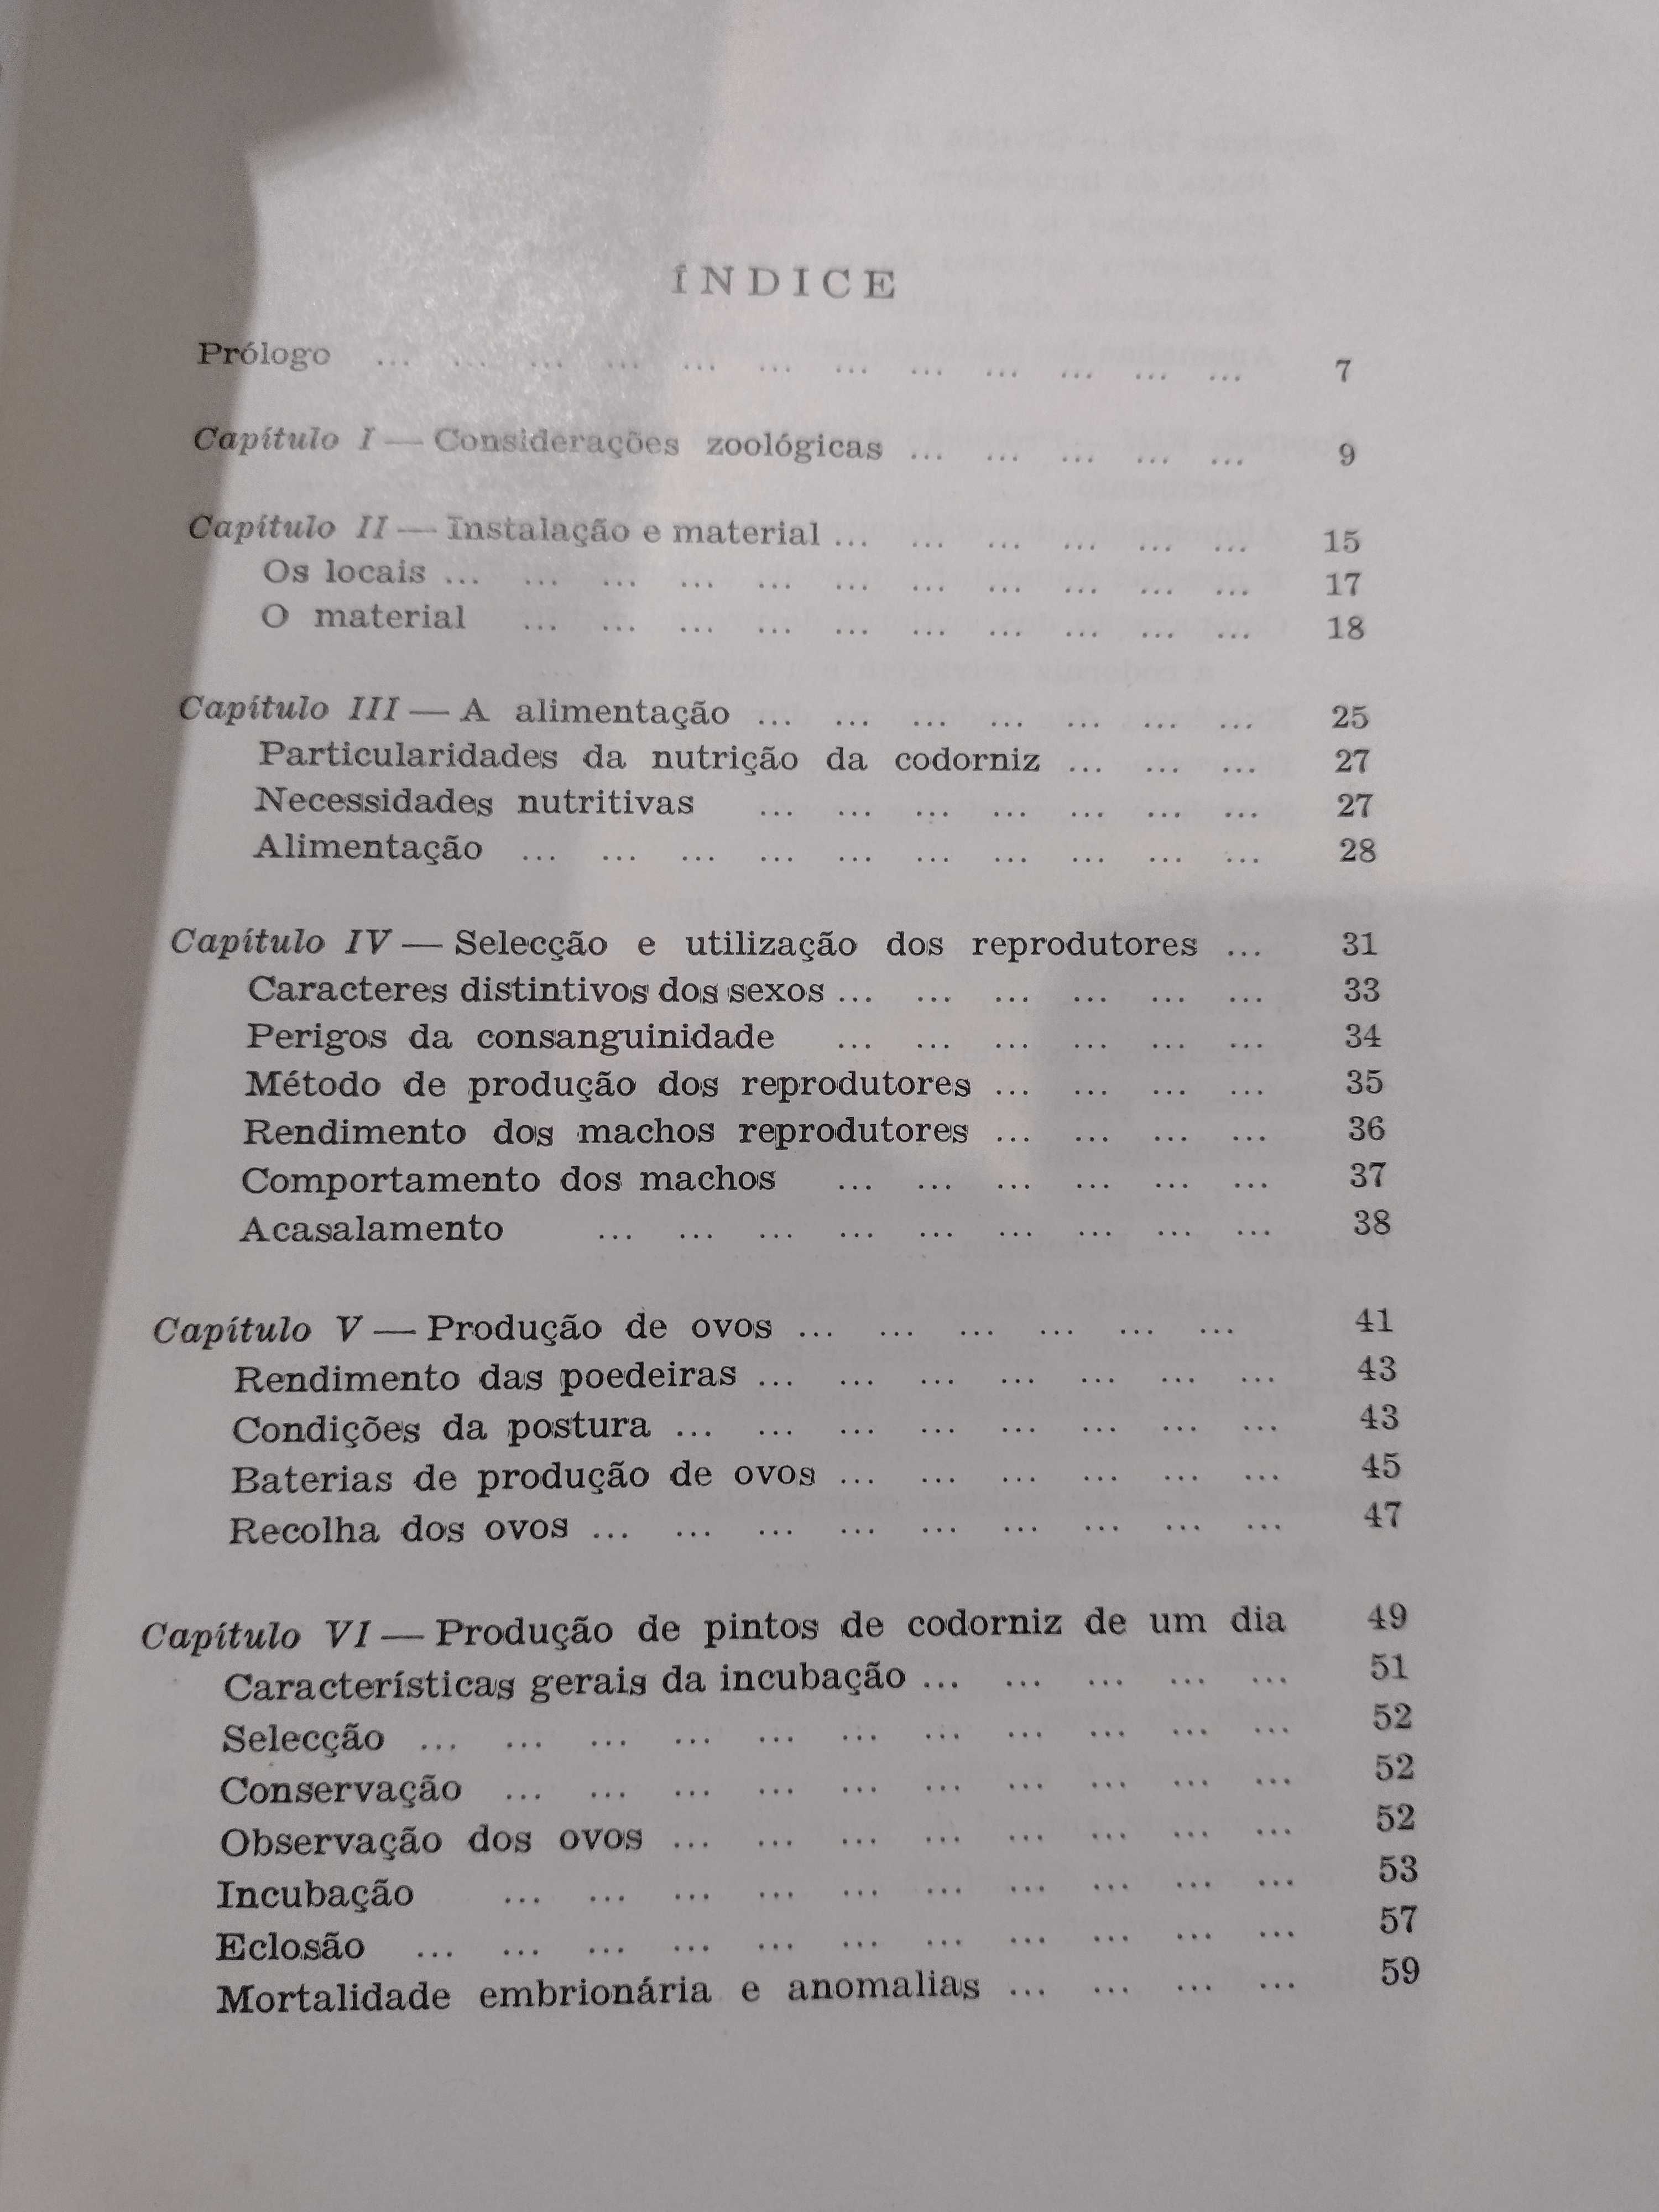 ÍNDICE
Prólogo ... ... ... ... ... ... ... ... ... ... ... ... 7
Capítulo I — Considerações zoológicas ... ... ... ... ... 9
Capítulo II — Instalação e material ... ... ... ... ... ... 15
Os locais ... ... ... ... ... ... ... ... ... ... ... 17
O material ... ... ... ... ... ... ... ... ... ... 18
Capítulo III — A alimentação ... ... ... ... ... ... ... 25
Particularidades da nutrição da codorniz ... ... ... 27
Necessidades nutritivas ... ... ... ... ... ... ... 27
Alimentação ... ... ... ... ... ... ... ... ... ... 28
Capítulo IV — Selecção e utilização dos reprodutores ... 31
Caracteres distintivos dos sexos ... ... ... ... ... ... 33
Perigos da consanguinidade ... ... ... ... ... ... 34
Método de produção dos reprodutores ... ... ... ... 35
Rendimento dos machos reprodutores ... ... ... ... 36
Comportamento dos machos ... ... ... ... ... ... 37
Acasalamento ... ... ... ... ... ... ... ... ... 38
Capítulo V — Produção de ovos ... ... ... ... ... ... 41
Rendimento das poedeiras ... ... ... ... ... ... ... 43
Condições da postura ... ... ... ... ... ... ... ... 43
Baterias de produção de ovos ... ... ... ... ... ... 45
Recolha dos ovos ... ... ... ... ... ... ... ... ... 47
Capítulo VI — Produção de pintos de codorniz de um dia 49
Características gerais da incubação ... ... ... ... ... 51
Selecção ... ... ... ... ... ... ... ... ... ... ... 52
Conservação ... ... ... ... ... ... ... ... ... ... 52
Observação dos ovos ... ... ... ... ... ... ... ... 52
Incubação ... ... ... ... ... ... ... ... ... ... 53
Eclosão ... ... ... ... ... ... ... ... ... ... ... 57
Mortalidade embrionária e anomalias ... ... ... ... 59